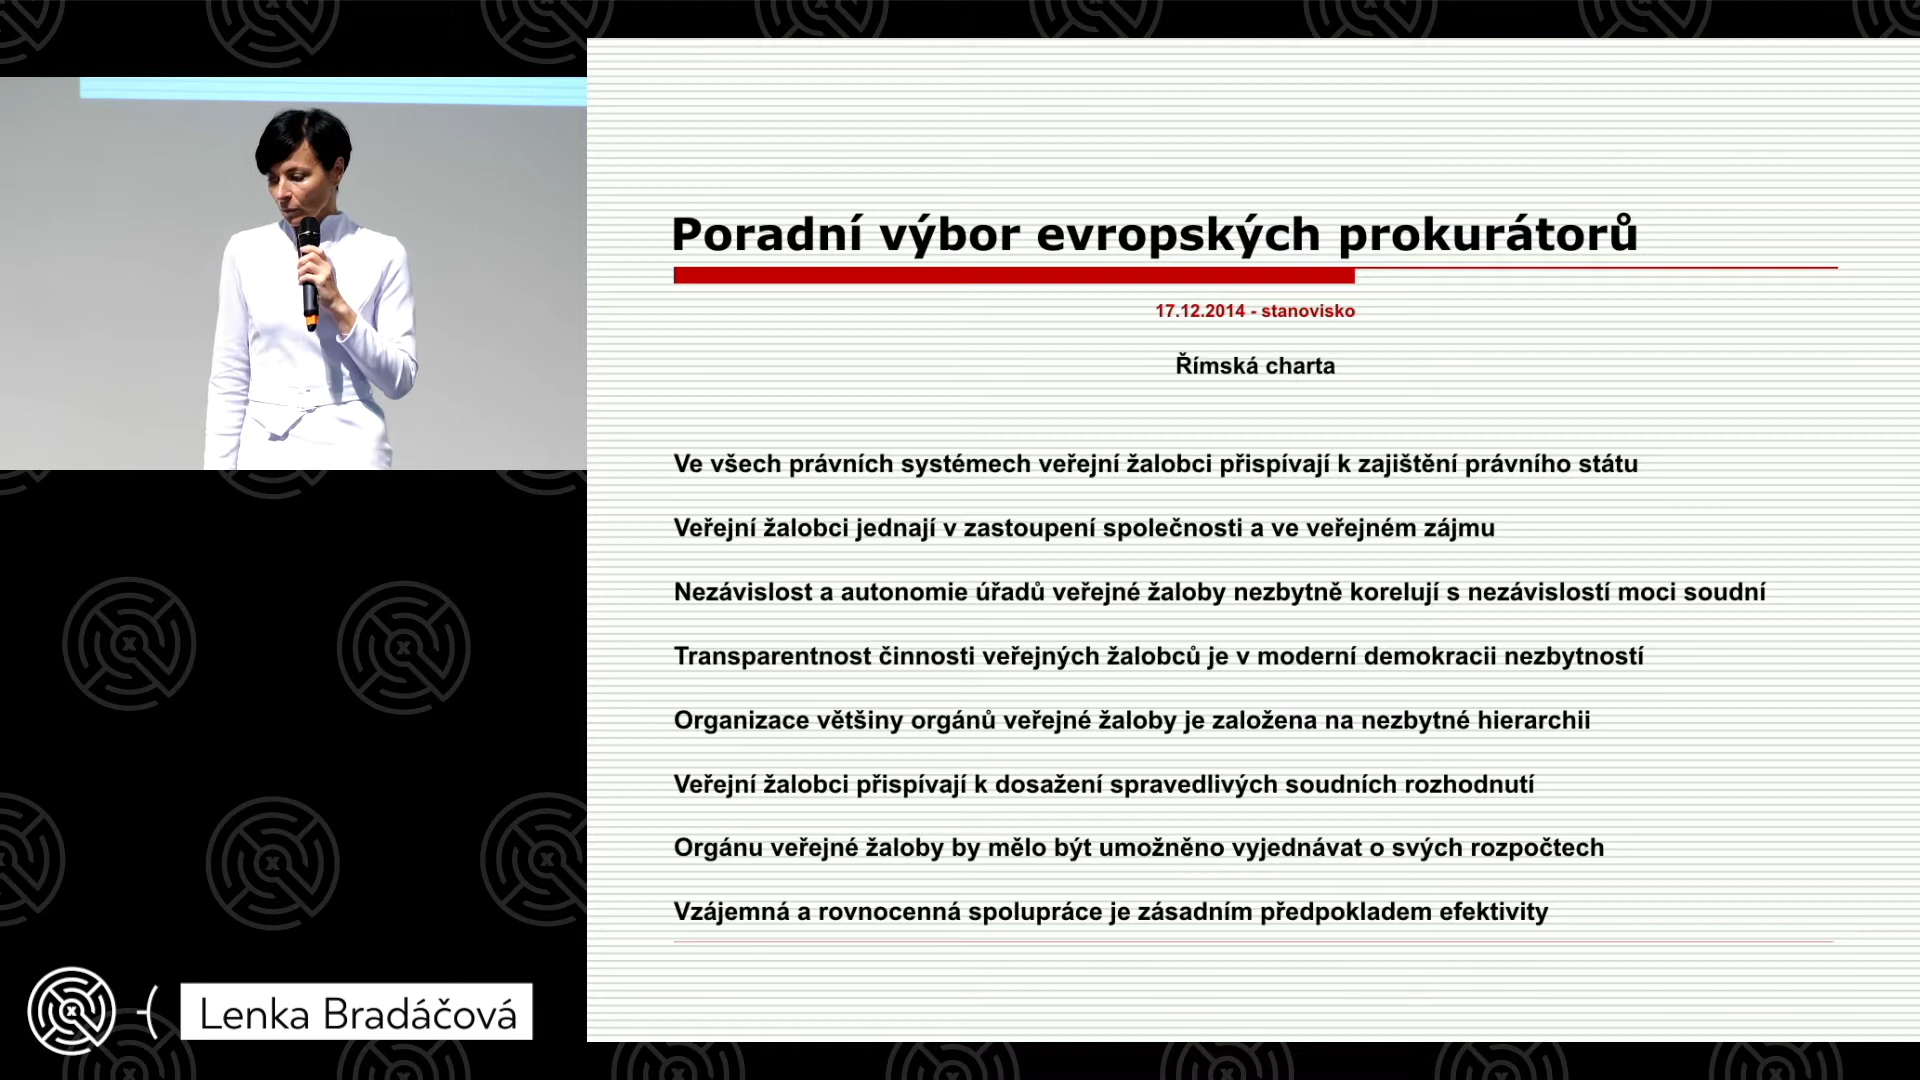 Poradní výbor evropských prokurátorů
17.12.2014 - stanovisko
Římská charta
Ve všech právních systémech veřejní žalobci přispívají k zajištění právního státu
Veřejní žalobci jednají v zastoupení společnosti a ve veřejném zájmu
Nezávislost a autonomie úřadů veřejné žaloby nezbytně korelují s nezávislostí moci soudní
Transparentnost činnosti veřejných žalobců je v moderní demokracii nezbytností
Organizace většiny orgánů veřejné žaloby je založena na nezbytné hierarchii
Veřejní žalobci přispívají k dosažení spravedlivých soudních rozhodnutí
Orgánu veřejné žaloby by mělo být umožněno vyjednávat o svých rozpočtech
Vzájemná a rovnocenná spolupráce je zásadním předpokladem efektivity
Lenka Bradáčová